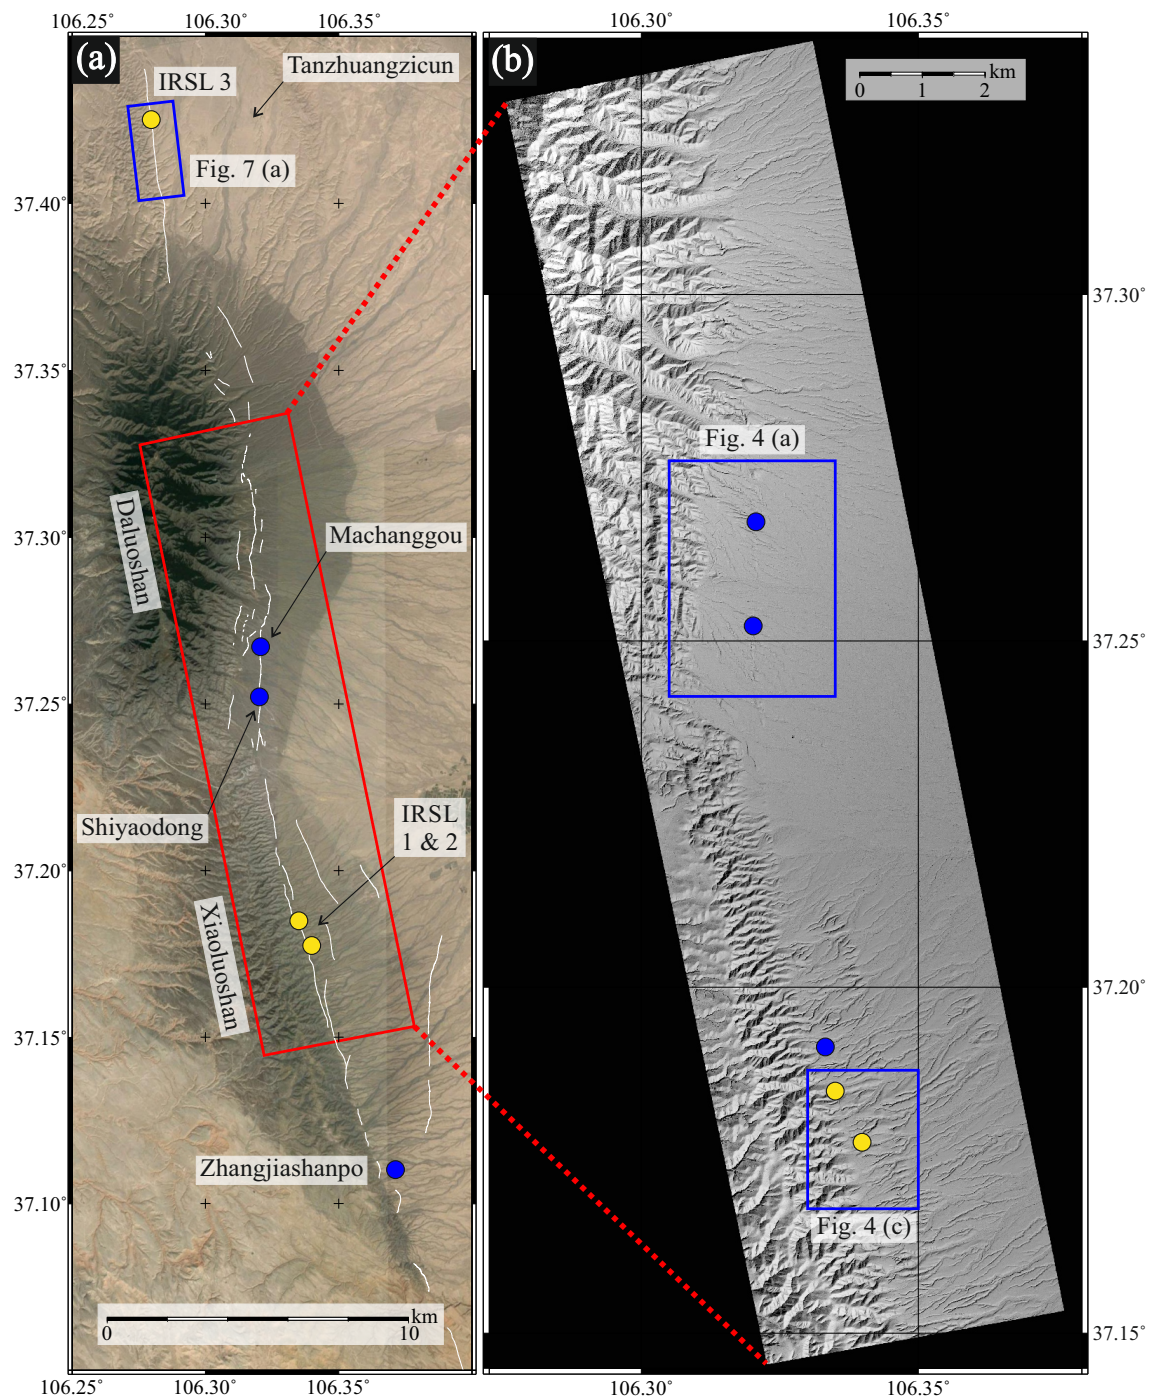 106.25° 106.30° 106.35°
106.30° 106.35°
(a)
IRSL 3
Tanzhuangzicun
Fig. 7 (a)
37.40°
37.35°
37.30°
37.25°
37.20°
37.15°
37.10°
Daluoshan
Machanggou
Shiyaodong
IRSL
1 & 2
Xiaoluoshan
Zhangjiashanpo
km
0 10
106.25° 106.30° 106.35°
(b)
km
0 1 2
37.30°
Fig. 4 (a)
37.25°
37.20°
Fig. 4 (c)
37.15°
106.30° 106.35°